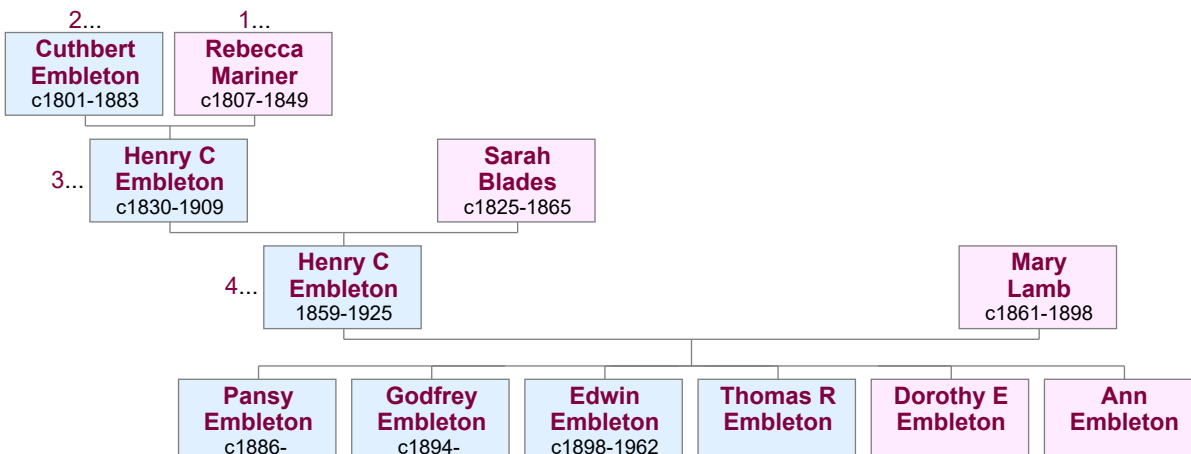 2... 1...
Cuthbert Rebecca
Embleton Mariner
c1801-1883 c1807-1849
Henry C Sarah
3... Embleton Blades
c1830-1909 c1825-1865
Henry C Mary
4... Embleton Lamb
1859-1925 c1861-1898
Pansy Godfrey Edwin Thomas R Dorothy E Ann
Embleton Embleton Embleton Embleton Embleton Embleton
c1886- c1894- c1898-1962